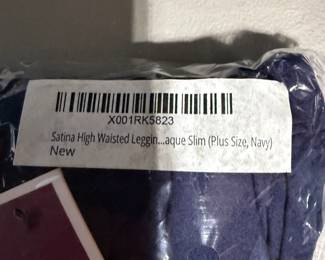 X001RK5823
Satina High Waisted Leggin...aque Slim (Plus Size, Navy)
New